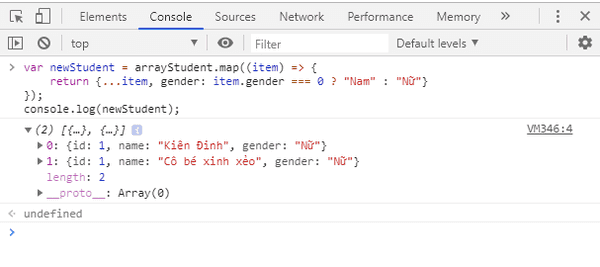 Elements Console Sources Network Performance Memory »
top Filter Default levels ▼
> var newStudent = arrayStudent.map((item) => {
return {...item, gender: item.gender === 0 ? "Nam" : "Nữ"}
});
console.log(newStudent);
▼ (2) [{…}, {…}] i VM346:4
▶ 0: {id: 1, name: "Kiên Đinh", gender: "Nữ"}
▶ 1: {id: 1, name: "Cô bé xinh xẻo", gender: "Nữ"}
length: 2
▶ __proto__: Array(0)
undefined